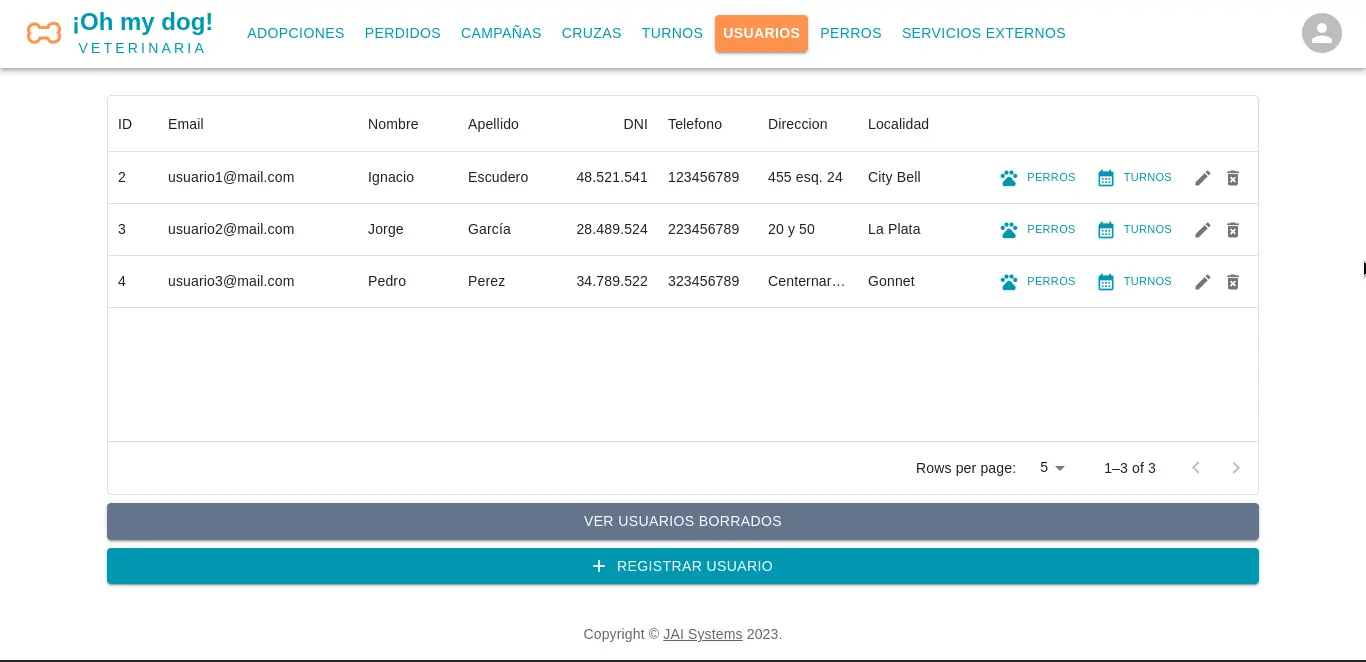 ¡Oh my dog!
VETERINARIA
ADOPCIONES PERDIDOS CAMPAÑAS CRUZAS TURNOS USUARIOS PERROS SERVICIOS EXTERNOS
ID Email Nombre Apellido DNI Telefono Direccion Localidad
2 usuario1@mail.com Ignacio Escudero 48.521.541 123456789 455 esq. 24 City Bell PERROS TURNOS
3 usuario2@mail.com Jorge García 28.489.524 223456789 20 y 50 La Plata PERROS TURNOS
4 usuario3@mail.com Pedro Perez 34.789.522 323456789 Centernar… Gonnet PERROS TURNOS
Rows per page: 5 1–3 of 3
VER USUARIOS BORRADOS
+ REGISTRAR USUARIO
Copyright © JAI Systems 2023.